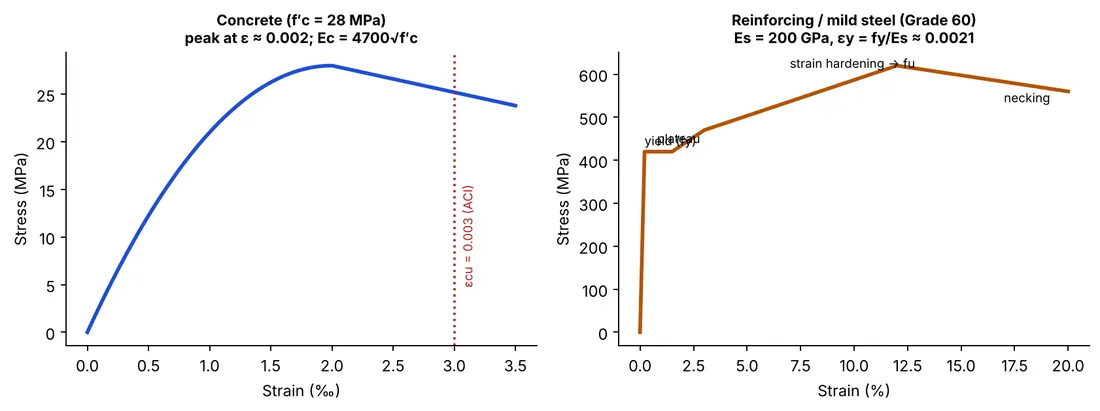 Concrete (f′c = 28 MPa)
peak at ε ≈ 0.002; Ec = 4700√f′c
Stress (MPa)
25
20
15
10
5
0
εcu = 0.003 (ACI)
0.0 0.5 1.0 1.5 2.0 2.5 3.0 3.5
Strain (‰)
Reinforcing / mild steel (Grade 60)
Es = 200 GPa, εy = fy/Es ≈ 0.0021
Stress (MPa)
600
500
400
300
200
100
0
strain hardening → fu
necking
plateau
yield (fy)
0.0 2.5 5.0 7.5 10.0 12.5 15.0 17.5 20.0
Strain (%)